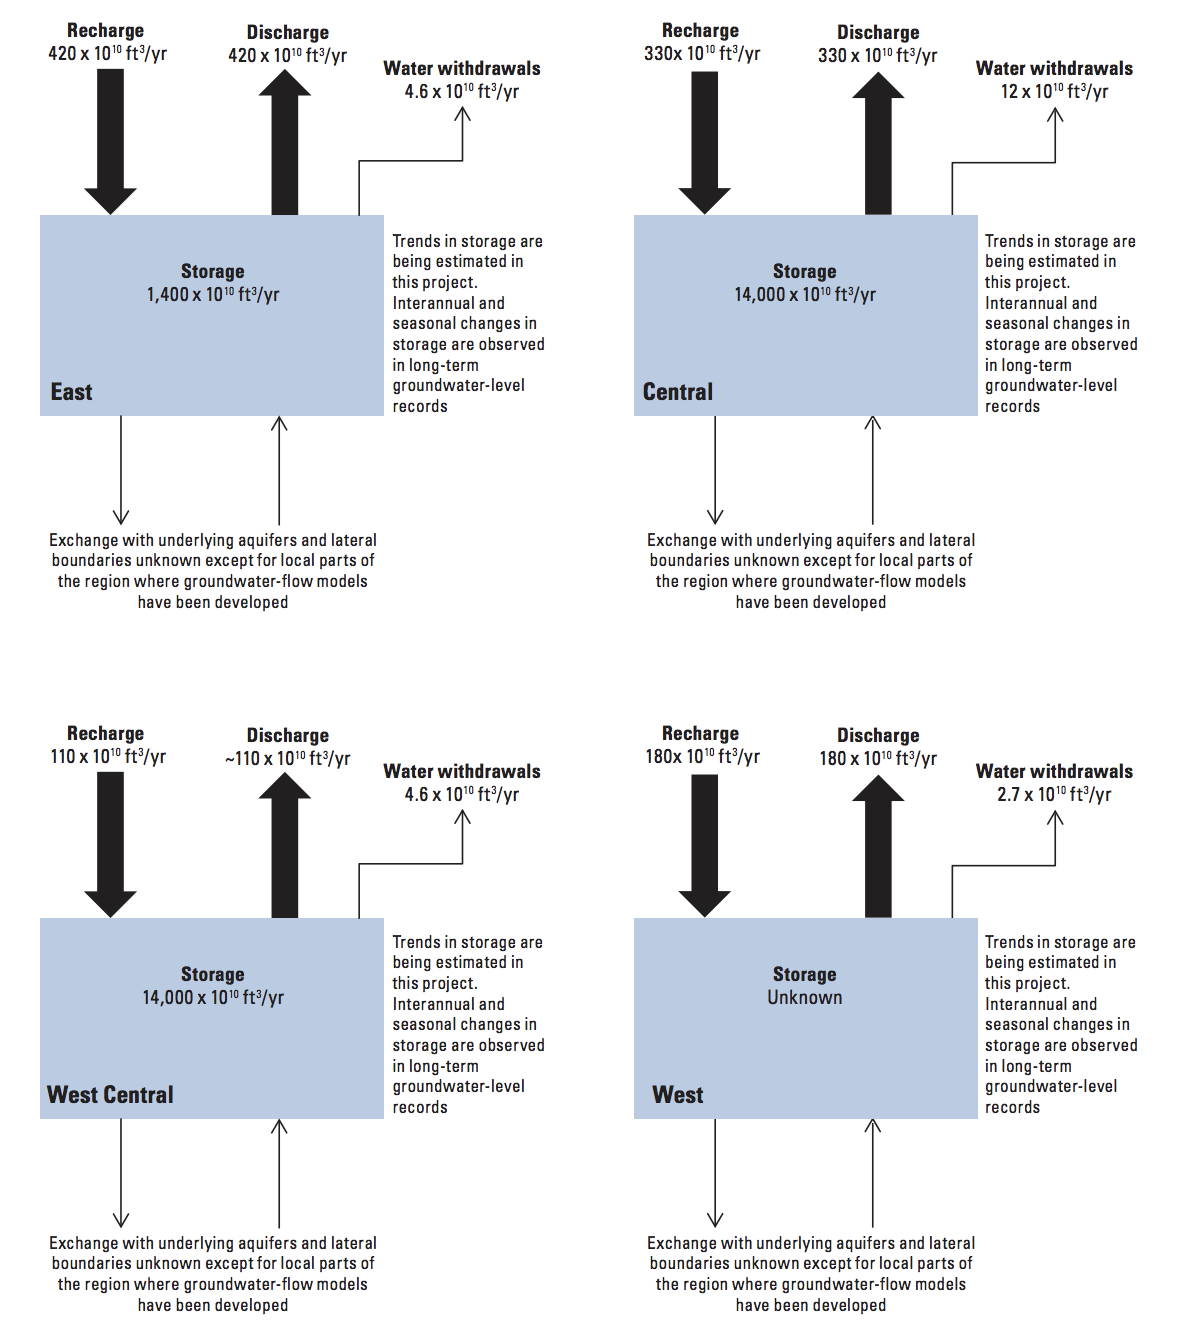 Recharge
420 x 10¹⁰ ft³/yr
Discharge
420 x 10¹⁰ ft³/yr
Water withdrawals
4.6 x 10¹⁰ ft³/yr
Storage
1,400 x 10¹⁰ ft³/yr
East
Trends in storage are
being estimated in
this project.
Interannual and
seasonal changes in
storage are observed
in long-term
groundwater-level
records
Exchange with underlying aquifers and lateral
boundaries unknown except for local parts of
the region where groundwater-flow models
have been developed
Recharge
330x 10¹⁰ ft³/yr
Discharge
330 x 10¹⁰ ft³/yr
Water withdrawals
12 x 10¹⁰ ft³/yr
Storage
14,000 x 10¹⁰ ft³/yr
Central
Trends in storage are
being estimated in
this project.
Interannual and
seasonal changes in
storage are observed
in long-term
groundwater-level
records
Exchange with underlying aquifers and lateral
boundaries unknown except for local parts of
the region where groundwater-flow models
have been developed
Recharge
110 x 10¹⁰ ft³/yr
Discharge
~110 x 10¹⁰ ft³/yr
Water withdrawals
4.6 x 10¹⁰ ft³/yr
Storage
14,000 x 10¹⁰ ft³/yr
West Central
Trends in storage are
being estimated in
this project.
Interannual and
seasonal changes in
storage are observed
in long-term
groundwater-level
records
Exchange with underlying aquifers and lateral
boundaries unknown except for local parts of
the region where groundwater-flow models
have been developed
Recharge
180x 10¹⁰ ft³/yr
Discharge
180 x 10¹⁰ ft³/yr
Water withdrawals
2.7 x 10¹⁰ ft³/yr
Storage
Unknown
West
Trends in storage are
being estimated in
this project.
Interannual and
seasonal changes in
storage are observed
in long-term
groundwater-level
records
Exchange with underlying aquifers and lateral
boundaries unknown except for local parts of
the region where groundwater-flow models
have been developed